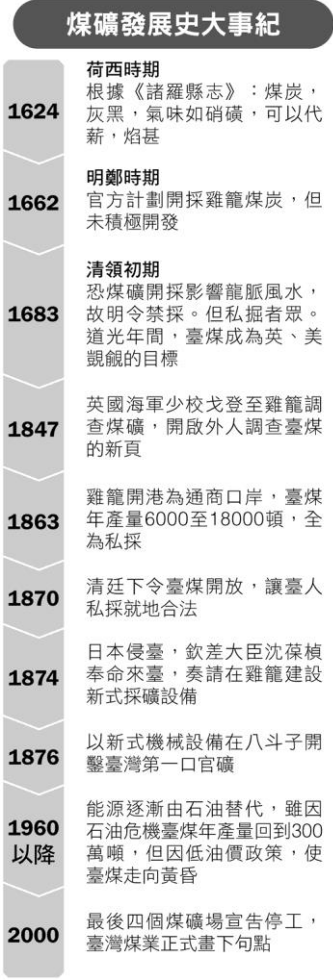 煤礦發展史大事紀
1624
荷西時期
根據《諸羅縣志》：煤炭，
灰黑，氣味如硝磺，可以代
薪，焰甚
1662
明鄭時期
官方計劃開採雞籠煤炭，但
未積極開發
1683
清領初期
恐煤礦開採影響龍脈風水，
故明令禁採。但私掘者眾。
道光年間，臺煤成為英、美
覬覦的目標
1847
英國海軍少校戈登至雞籠調
查煤礦，開啟外人調查臺煤
的新頁
1863
雞籠開港為通商口岸，臺煤
年產量6000至18000頓，全
為私採
1870
清廷下令臺煤開放，讓臺人
私採就地合法
1874
日本侵臺，欽差大臣沈葆楨
奉命來臺，奏請在雞籠建設
新式採礦設備
1876
以新式機械設備在八斗子開
鑿臺灣第一口官礦
1960
以降
能源逐漸由石油替代，雖因
石油危機臺煤年產量回到300
萬噸，但因低油價政策，使
臺煤走向黃昏
2000
最後四個煤礦場宣告停工，
臺灣煤業正式畫下句點